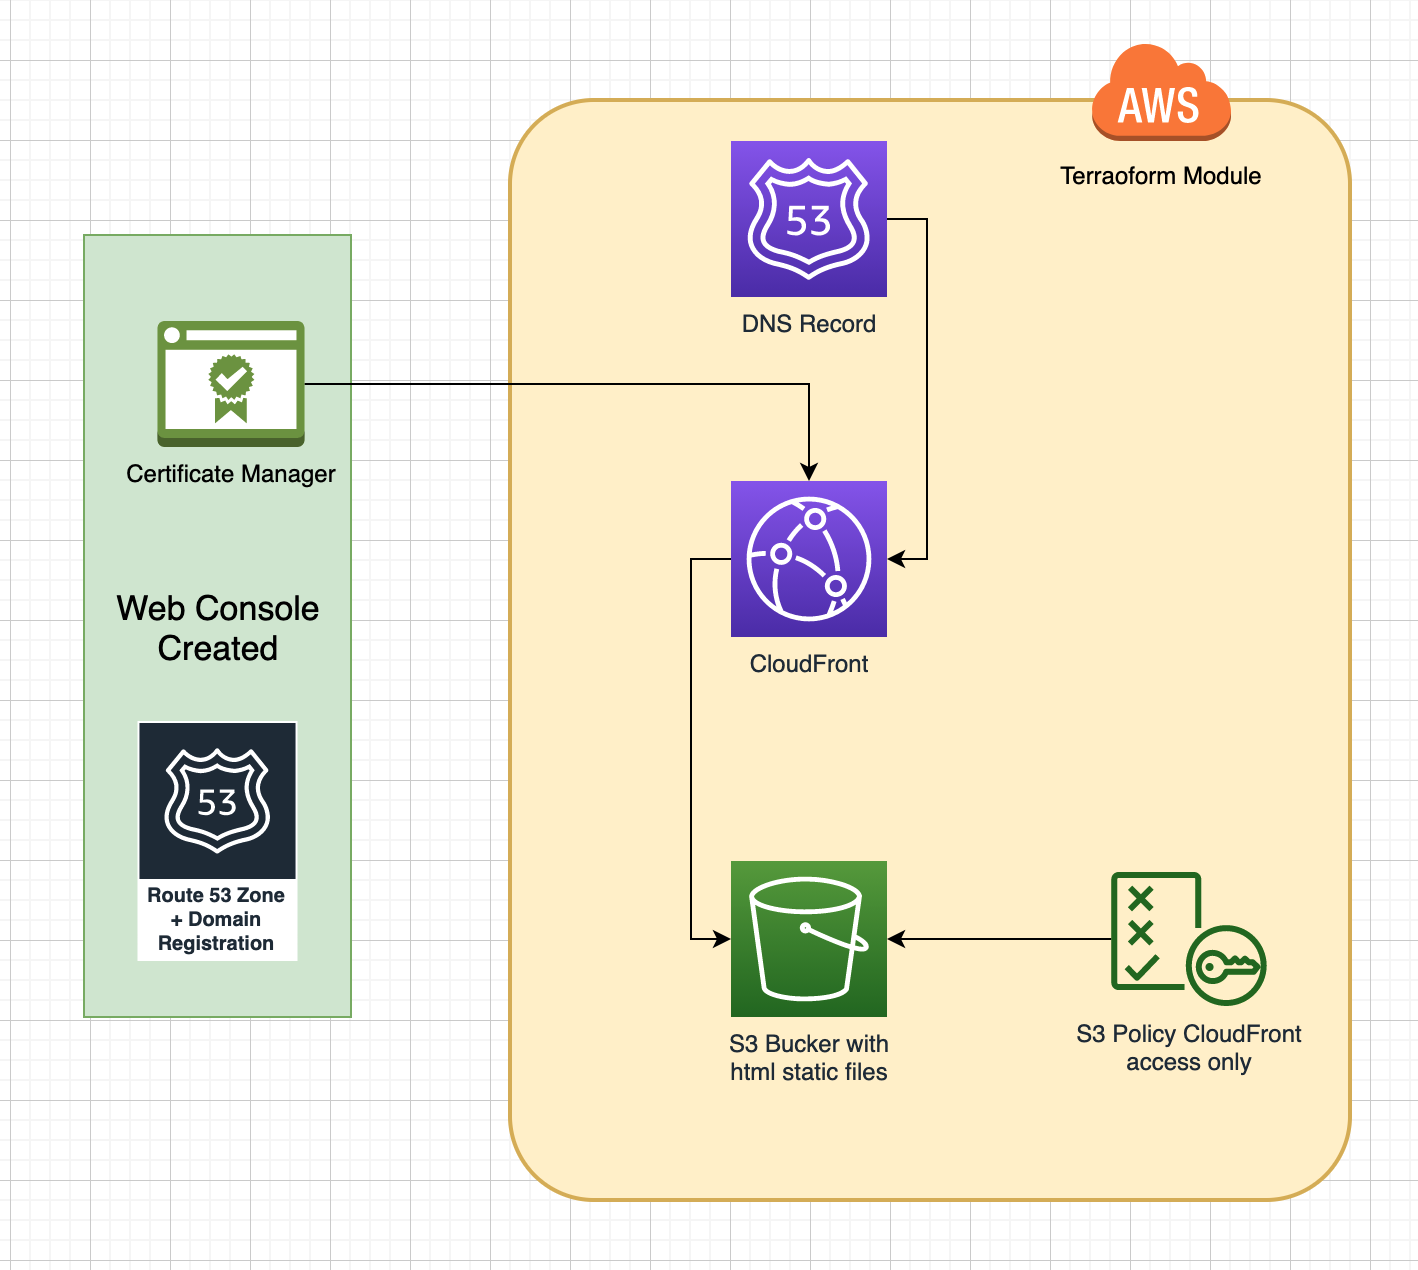 AWS
Terraoform Module
53
DNS Record
Certificate Manager
Web Console
Created
CloudFront
53
Route 53 Zone
+ Domain
Registration
S3 Bucker with
html static files
S3 Policy CloudFront
access only